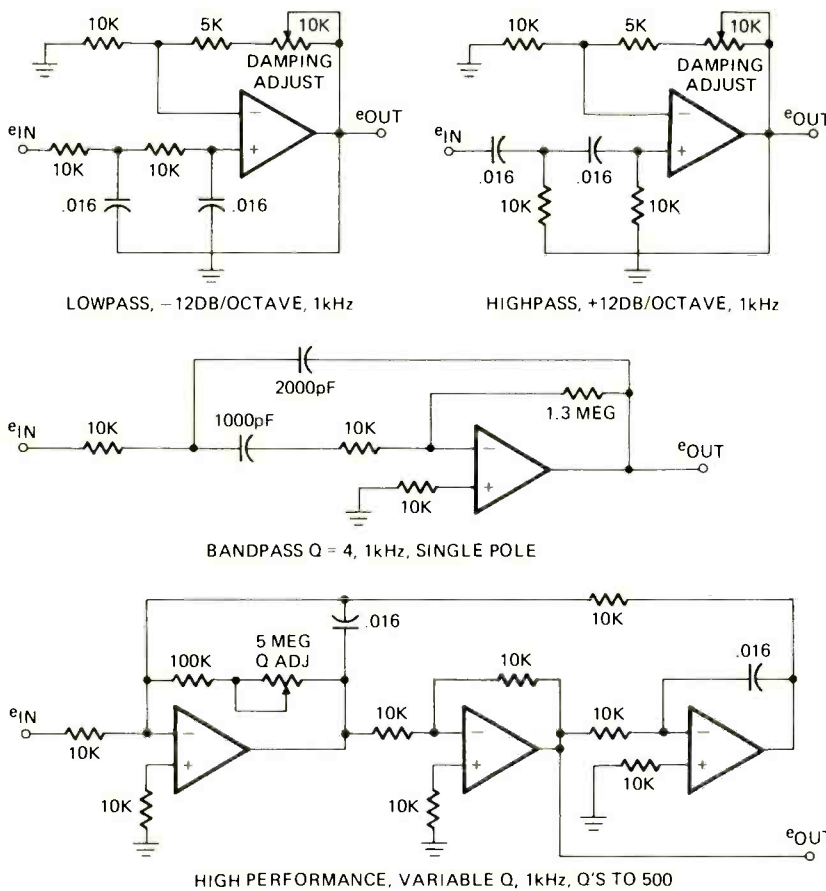 10K 5K 10K
DAMPING
ADJUST
eIN
eOUT
−
+
10K 10K
.016 .016
LOWPASS, −12DB/OCTAVE, 1kHz
10K 5K 10K
DAMPING
ADJUST
eIN
eOUT
−
+
.016 .016
10K 10K
HIGHPASS, +12DB/OCTAVE, 1kHz
2000pF
1.3 MEG
eIN
10K
1000pF
10K
−
+
10K
eOUT
BANDPASS Q = 4, 1kHz, SINGLE POLE
.016
10K
5 MEG
Q ADJ
100K
10K
.016
eIN
10K
−
+
10K
10K
−
+
10K
10K
−
+
10K
eOUT
HIGH PERFORMANCE, VARIABLE Q, 1kHz, Q'S TO 500